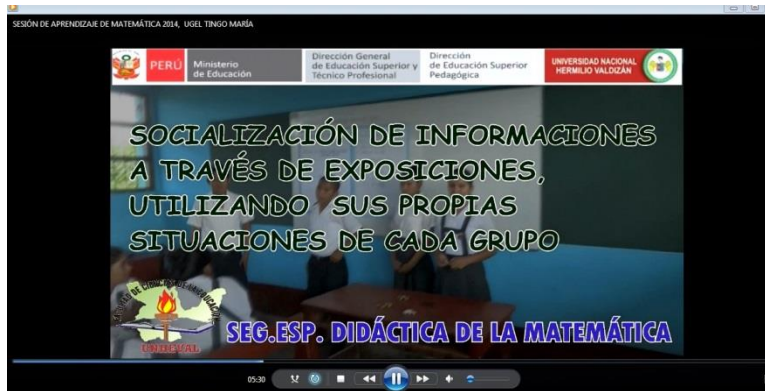 SESIÓN DE APRENDIZAJE DE MATEMÁTICA 2014, UGEL TINGO MARÍA
PERÚ
Ministerio
de Educación
Dirección General
de Educación Superior y
Técnico Profesional
Dirección
de Educación Superior
Pedagógica
UNIVERSIDAD NACIONAL
HERMILIO VALDIZÁN
SOCIALIZACIÓN DE INFORMACIONES
A TRAVÉS DE EXPOSICIONES,
UTILIZANDO SUS PROPIAS
SITUACIONES DE CADA GRUPO
UNHEVAL
SEG.ESP. DIDÁCTICA DE LA MATEMÁTICA
05:30